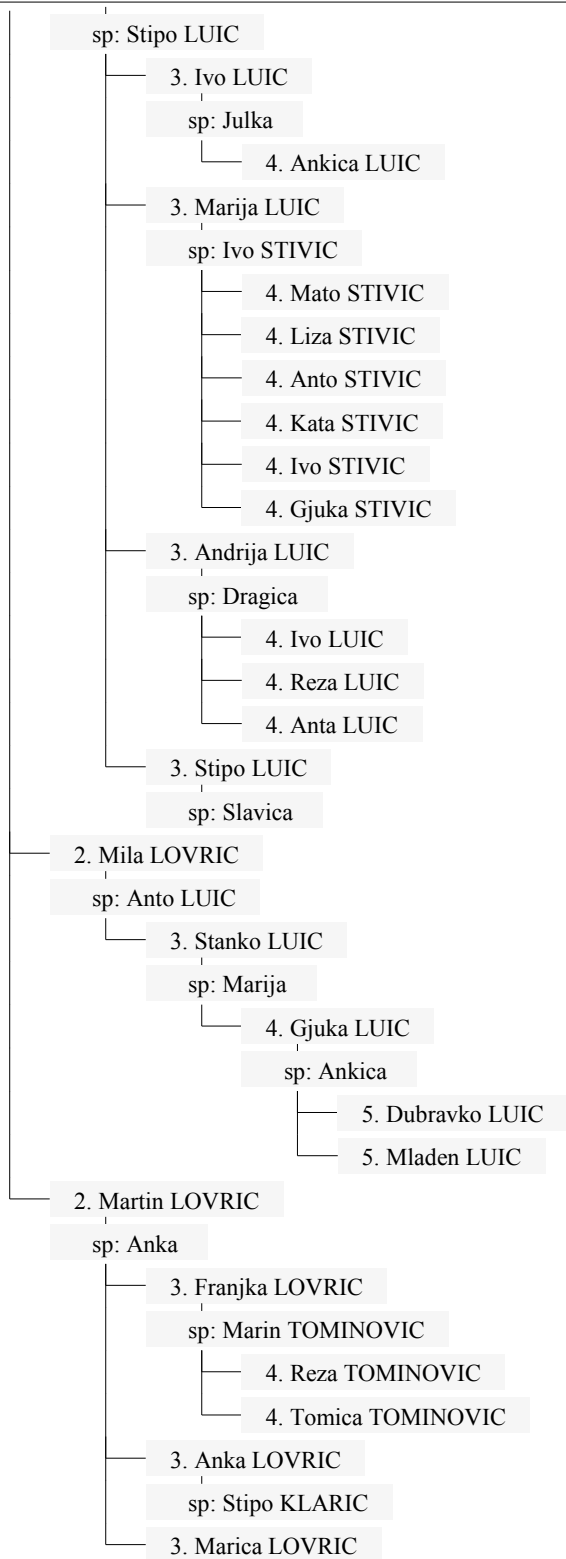 sp: Stipo LUIC
3. Ivo LUIC
sp: Julka
4. Ankica LUIC
3. Marija LUIC
sp: Ivo STIVIC
4. Mato STIVIC
4. Liza STIVIC
4. Anto STIVIC
4. Kata STIVIC
4. Ivo STIVIC
4. Gjuka STIVIC
3. Andrija LUIC
sp: Dragica
4. Ivo LUIC
4. Reza LUIC
4. Anta LUIC
3. Stipo LUIC
sp: Slavica
2. Mila LOVRIC
sp: Anto LUIC
3. Stanko LUIC
sp: Marija
4. Gjuka LUIC
sp: Ankica
5. Dubravko LUIC
5. Mladen LUIC
2. Martin LOVRIC
sp: Anka
3. Franjka LOVRIC
sp: Marin TOMINOVIC
4. Reza TOMINOVIC
4. Tomica TOMINOVIC
3. Anka LOVRIC
sp: Stipo KLARIC
3. Marica LOVRIC